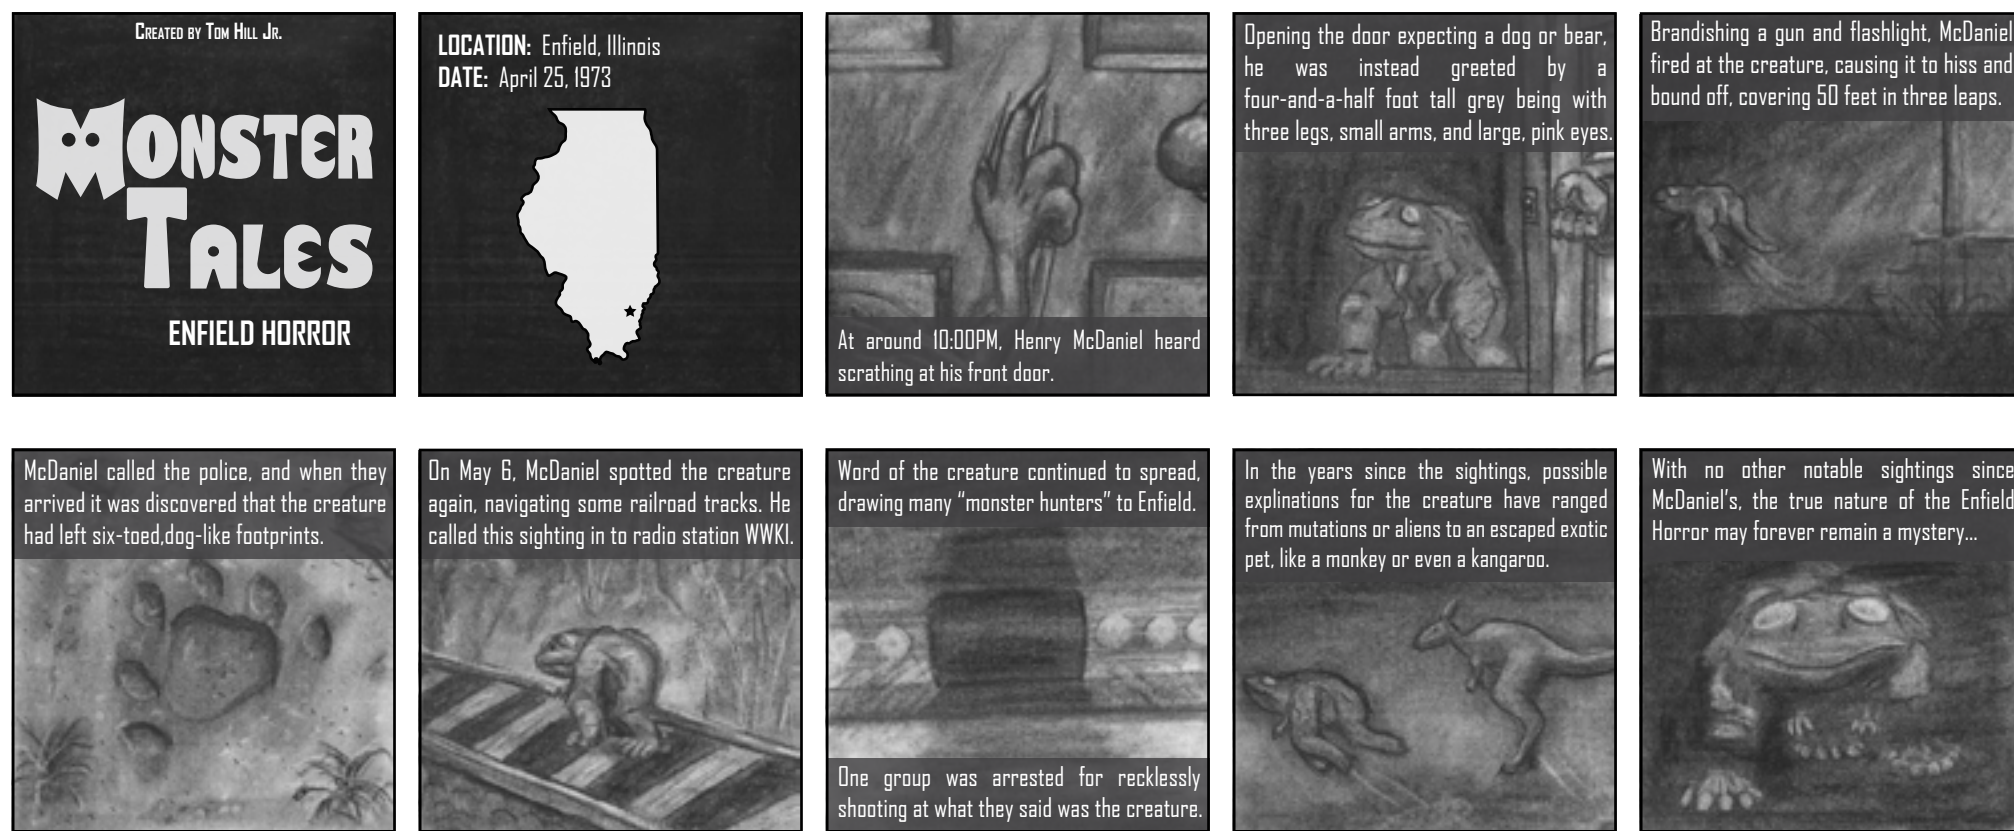 CREATED BY TOM HILL JR.
MONSTER
TALES
ENFIELD HORROR
LOCATION: Enfield, Illinois
DATE: April 25, 1973
At around 10:00PM, Henry McDaniel heard
scrathing at his front door.
Opening the door expecting a dog or bear,
he was instead greeted by a
four-and-a-half foot tall grey being with
three legs, small arms, and large, pink eyes.
Brandishing a gun and flashlight, McDaniel
fired at the creature, causing it to hiss and
bound off, covering 50 feet in three leaps.
McDaniel called the police, and when they
arrived it was discovered that the creature
had left six-toed,dog-like footprints.
On May 6, McDaniel spotted the creature
again, navigating some railroad tracks. He
called this sighting in to radio station WWKI.
Word of the creature continued to spread,
drawing many “monster hunters” to Enfield.
One group was arrested for recklessly
shooting at what they said was the creature.
In the years since the sightings, possible
explinations for the creature have ranged
from mutations or aliens to an escaped exotic
pet, like a monkey or even a kangaroo.
With no other notable sightings since
McDaniel's, the true nature of the Enfield
Horror may forever remain a mystery...